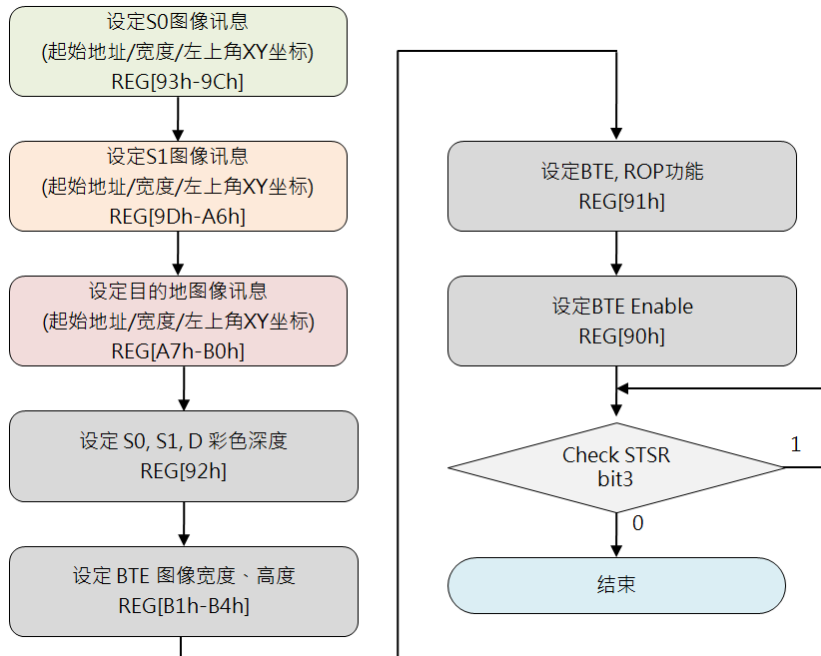 设定S0图像讯息
(起始地址/宽度/左上角XY坐标)
REG[93h-9Ch]
设定S1图像讯息
(起始地址/宽度/左上角XY坐标)
REG[9Dh-A6h]
设定目的地图像讯息
(起始地址/宽度/左上角XY坐标)
REG[A7h-B0h]
设定 S0, S1, D 彩色深度
REG[92h]
设定 BTE 图像宽度、高度
REG[B1h-B4h]
设定BTE, ROP功能
REG[91h]
设定BTE Enable
REG[90h]
Check STSR
bit3
1
0
结束